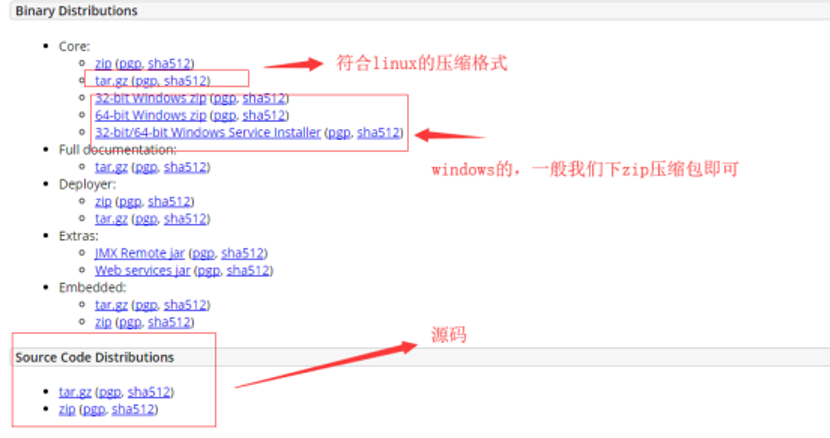 Binary Distributions
Core:
zip (pgp, sha512)
符合linux的压缩格式
tar.gz (pgp, sha512)
32-bit Windows zip (pgp, sha512)
64-bit Windows zip (pgp, sha512)
32-bit/64-bit Windows Service Installer (pgp, sha512)
Full documentation:
windows的，一般我们下zip压缩包即可
tar.gz (pgp, sha512)
Deployer:
zip (pgp, sha512)
tar.gz (pgp, sha512)
Extras:
JMX Remote jar (pgp, sha512)
Web services jar (pgp, sha512)
Embedded:
tar.gz (pgp, sha512)
zip (pgp, sha512)
源码
Source Code Distributions
tar.gz (pgp, sha512)
zip (pgp, sha512)